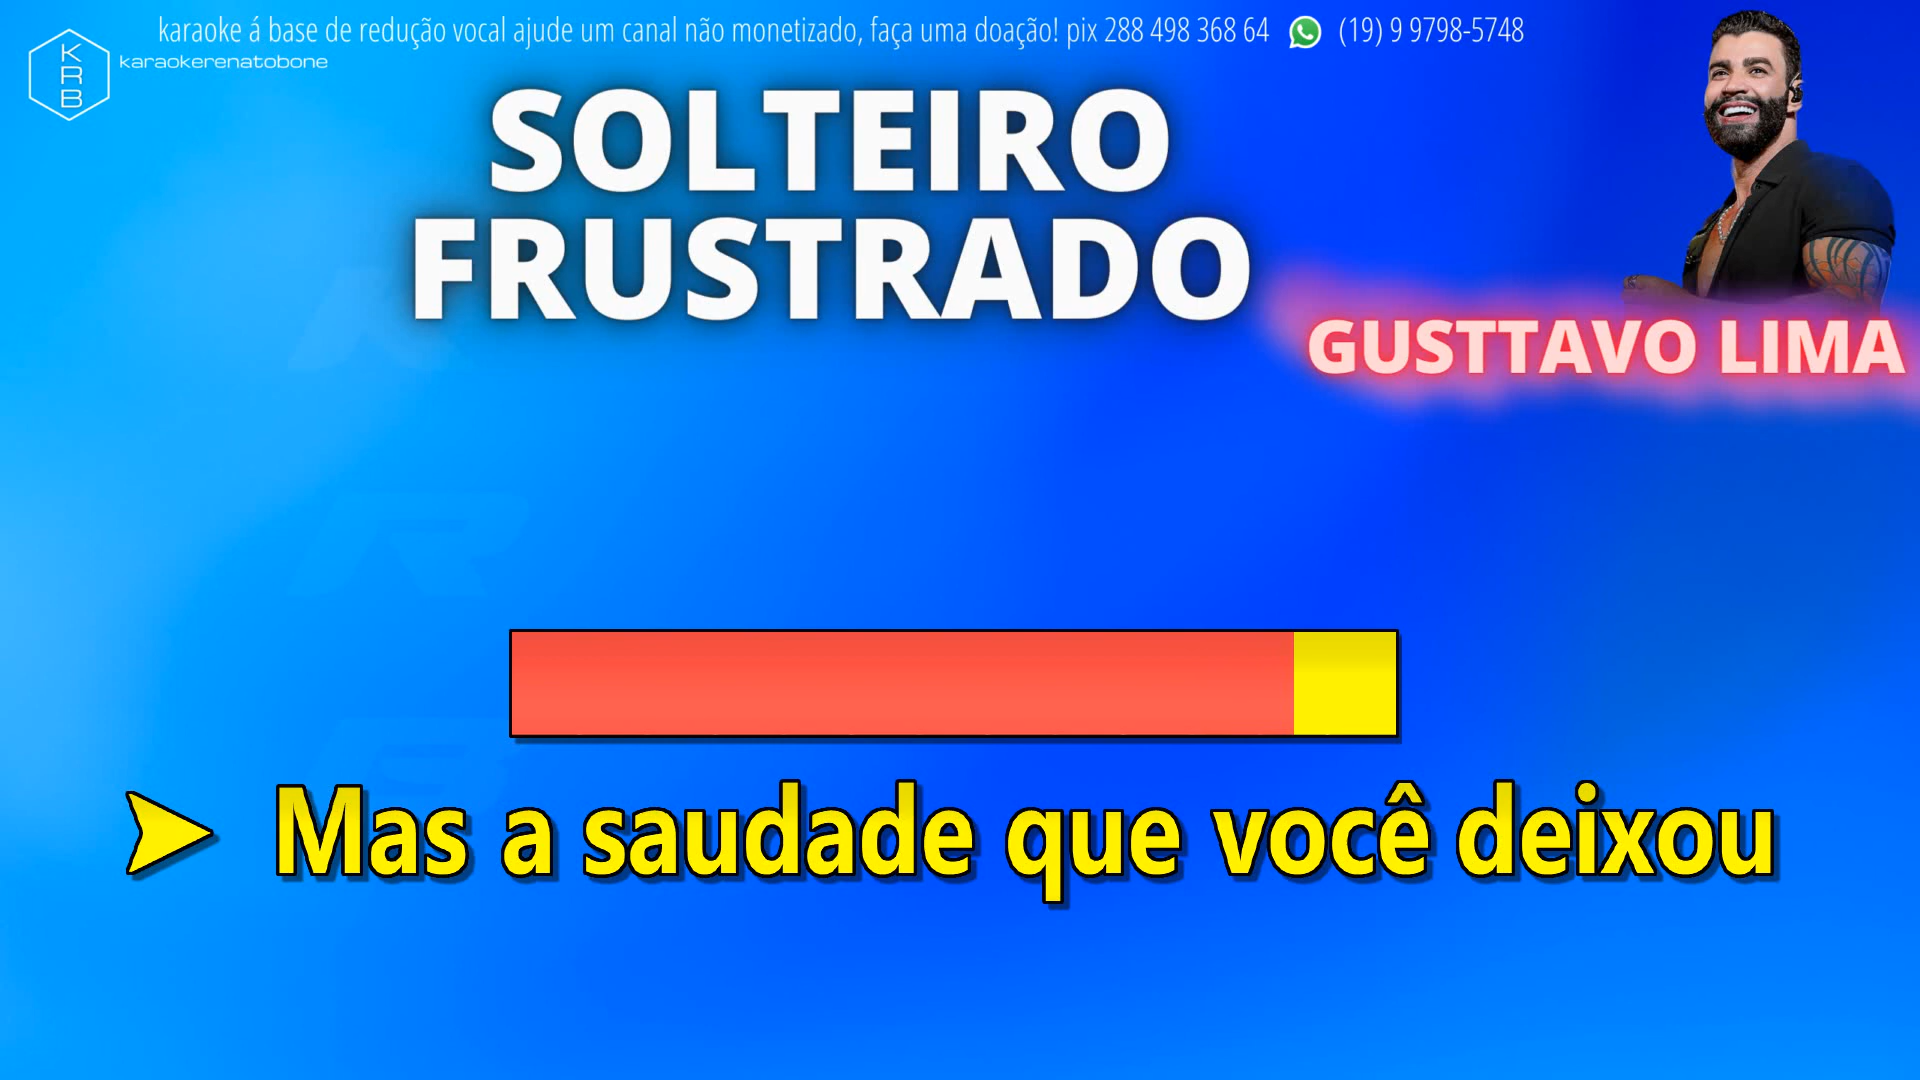 karaoke á base de redução vocal ajude um canal não monetizado, faça uma doação! pix 288 498 368 64 (19) 9 9798-5748
KRB
karaokerenatobone
SOLTEIRO
FRUSTRADO
GUSTTAVO LIMA
➤ Mas a saudade que você deixou